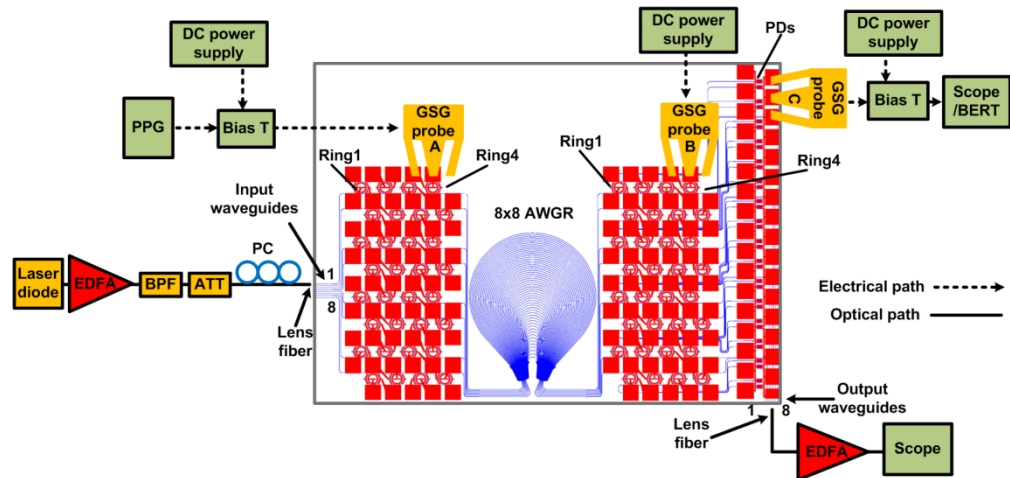 DC power
supply
DC power
supply
PDs
DC power
supply
PPG
Bias T
GSG
probe
A
GSG
probe
B
GSG
probe
C
Bias T
Scope
/BERT
Ring1
Ring4
Ring1
Ring4
Input
waveguides
8x8 AWGR
PC
1
8
Laser
diode
EDFA
BPF
ATT
Lens
fiber
Electrical path
Optical path
1
8
Output
waveguides
Lens
fiber
EDFA
Scope